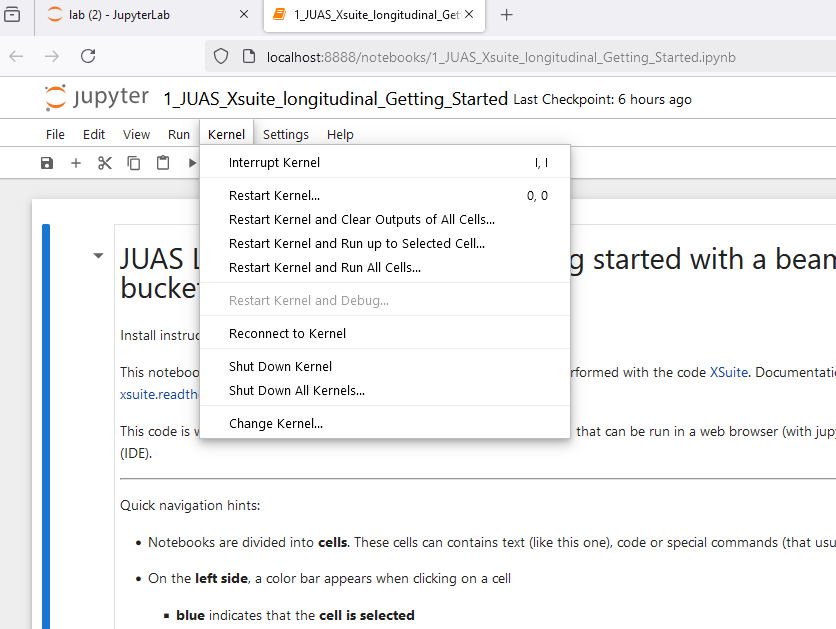 lab (2) - JupyterLab
1_JUAS_Xsuite_longitudinal_Get
localhost:8888/notebooks/1_JUAS_Xsuite_longitudinal_Getting_Started.ipynb
jupyter 1_JUAS_Xsuite_longitudinal_Getting_Started Last Checkpoint: 6 hours ago
File Edit View Run Kernel Settings Help
Interrupt Kernel I, I
Restart Kernel... 0, 0
Restart Kernel and Clear Outputs of All Cells...
Restart Kernel and Run up to Selected Cell...
Restart Kernel and Run All Cells...
Restart Kernel and Debug...
Reconnect to Kernel
Shut Down Kernel
Shut Down All Kernels...
Change Kernel...
JUAS L g started with a beam
bucket
Install instruc
This noteboo rformed with the code XSuite. Documentati
xsuite.readth
This code is w that can be run in a web browser (with jup
(IDE).
Quick navigation hints:
• Notebooks are divided into cells. These cells can contains text (like this one), code or special commands (that usu
• On the left side, a color bar appears when clicking on a cell
▪ blue indicates that the cell is selected